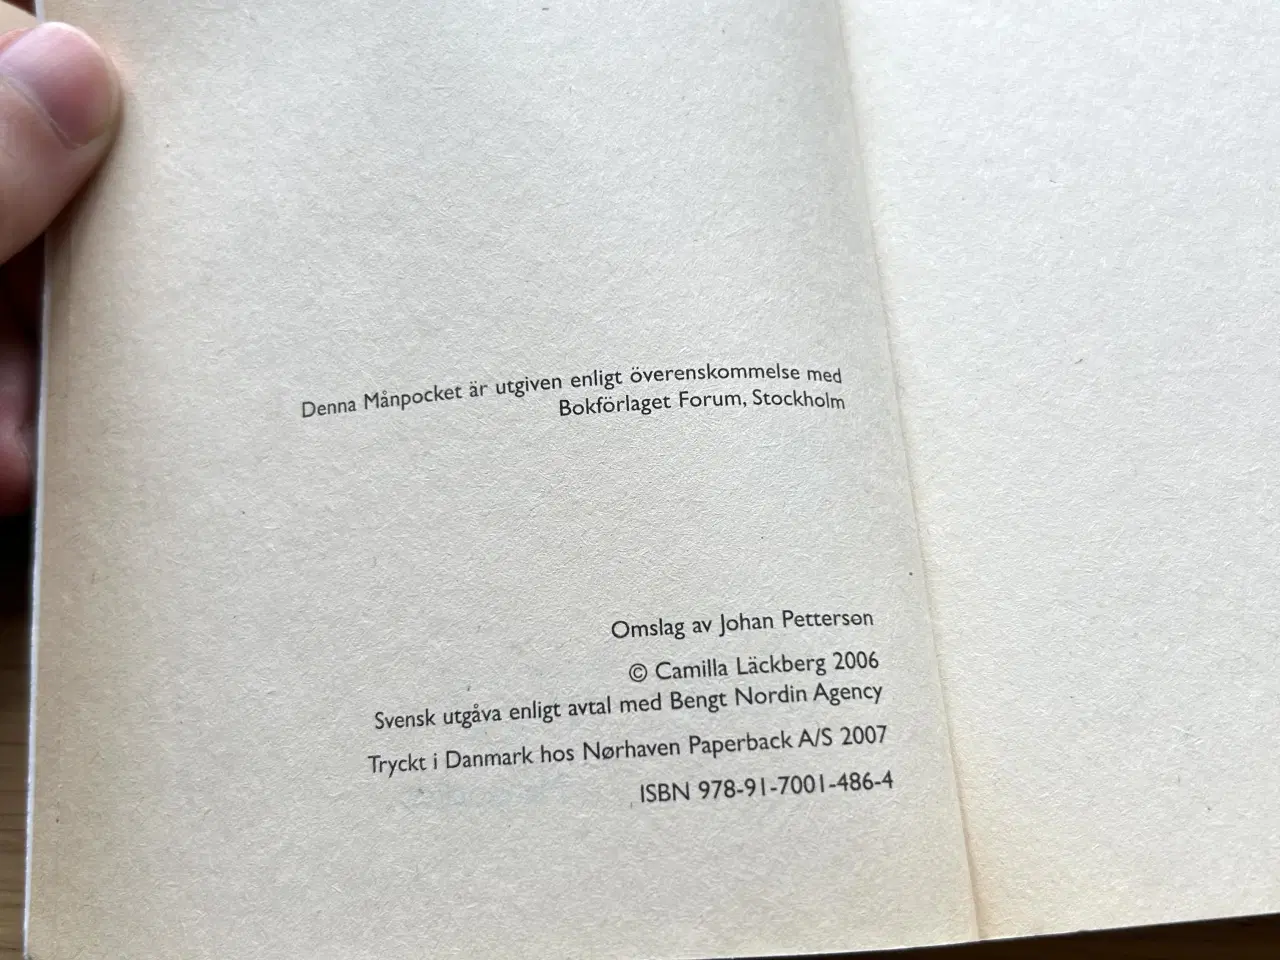 Denna Månpocket är utgiven enligt överenskommelse med
Bokförlaget Forum, Stockholm
Omslag av Johan Petterson
© Camilla Läckberg 2006
Svensk utgåva enligt avtal med Bengt Nordin Agency
Tryckt i Danmark hos Nørhaven Paperback A/S 2007
ISBN 978-91-7001-486-4